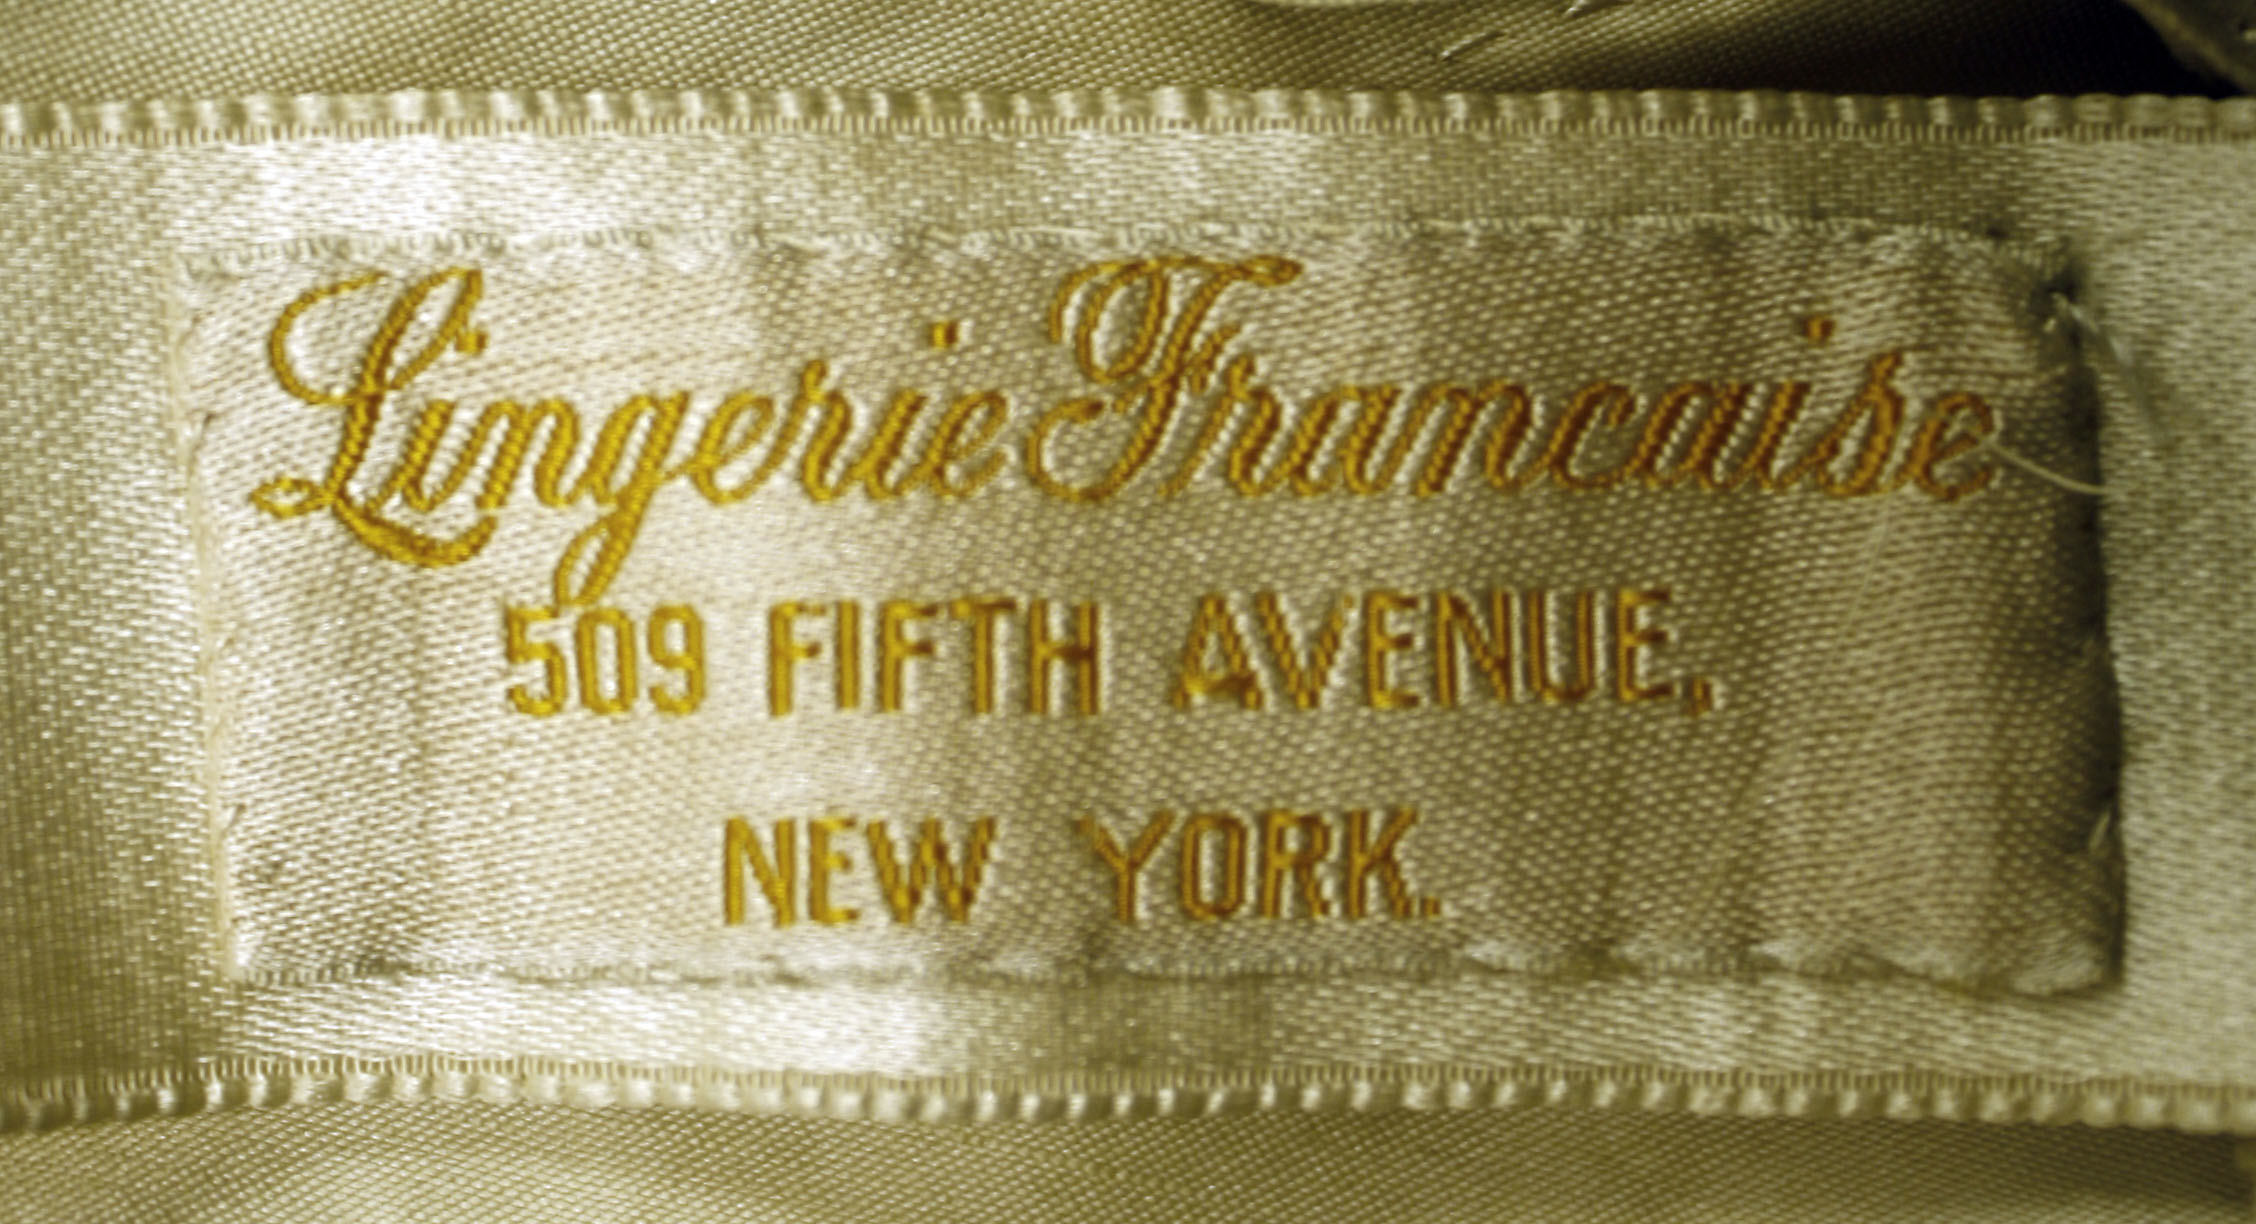 Lingerie Francaise
509 FIFTH AVENUE,
NEW YORK.